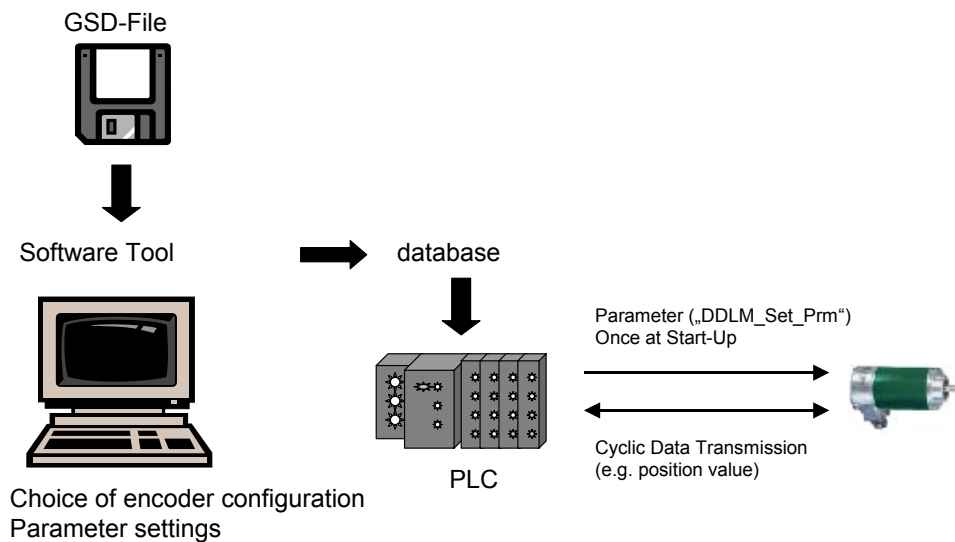 GSD-File
Software Tool
database
Parameter („DDLM_Set_Prm“)
Once at Start-Up
Cyclic Data Transmission
(e.g. position value)
PLC
Choice of encoder configuration
Parameter settings